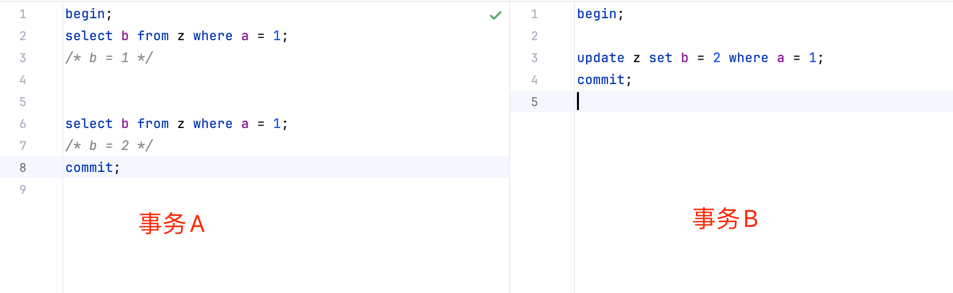 1 begin;
2 select b from z where a = 1;
3 /* b = 1 */
4
5
6 select b from z where a = 1;
7 /* b = 2 */
8 commit;
9
事务A
1 begin;
2
3 update z set b = 2 where a = 1;
4 commit;
5
事务B